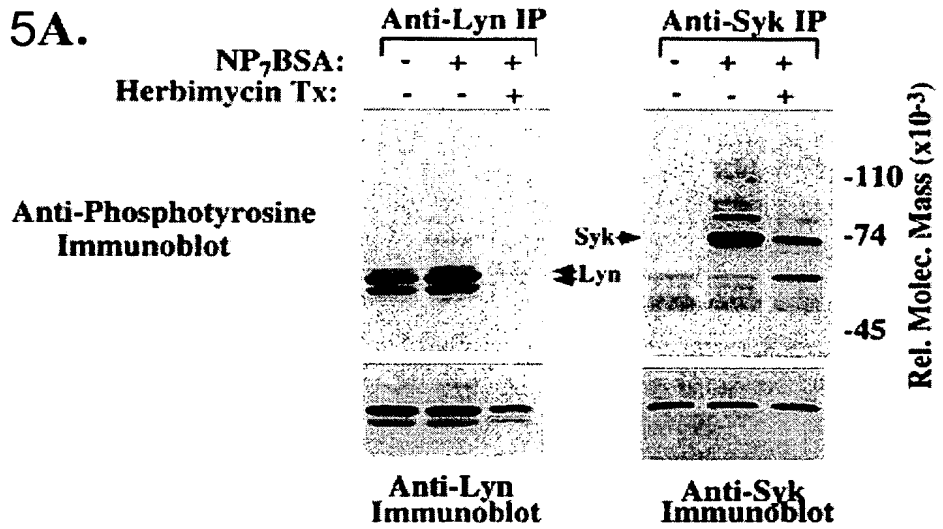 5A.
Anti-Lyn IP
Anti-Syk IP
NP₇BSA: - + + - + +
Herbimycin Tx: - - + - - +
Anti-Phosphotyrosine
Immunoblot
Syk
Lyn
-110
-74
-45
Rel. Molec. Mass (x10⁻³)
Anti-Lyn
Immunoblot
Anti-Syk
Immunoblot